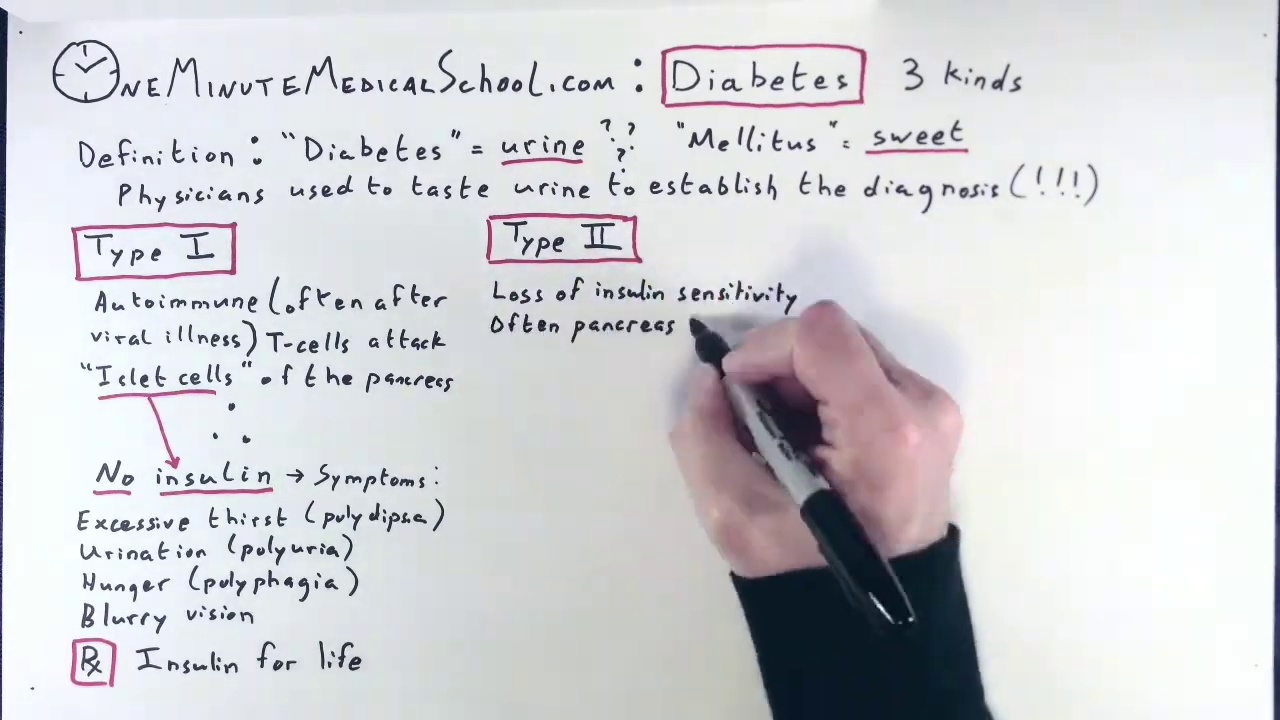 ONEMINUTEMEDICALSCHOOL.COM: Diabetes 3 kinds
Definition: "Diabetes" = urine ??? "Mellitus" = sweet
Physicians used to taste urine to establish the diagnosis (!!!)
Type I
Autoimmune (often after
viral illness) T-cells attack
"Islet cells" of the pancreas
No insulin → Symptoms:
Excessive thirst (polydipsia)
Urination (polyuria)
Hunger (polyphagia)
Blurry vision
Rx Insulin for life
Type II
Loss of insulin sensitivity
Often pancreas